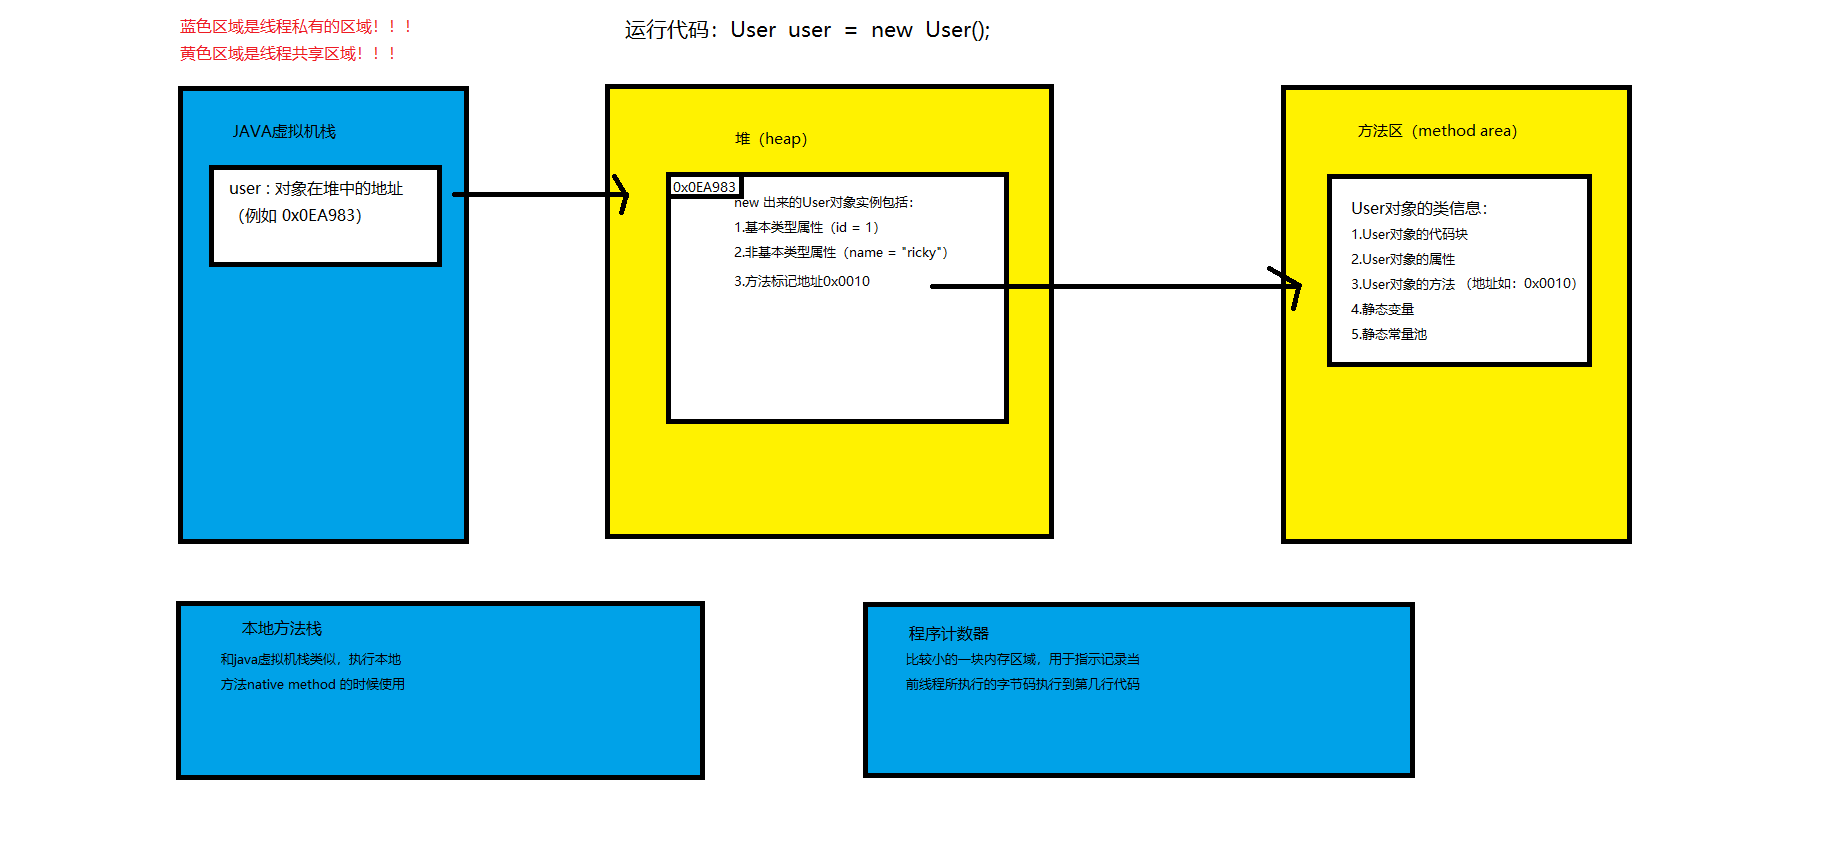 蓝色区域是线程私有的区域！！！
黄色区域是线程共享区域！！！
运行代码：User user = new User();
JAVA虚拟机栈
user : 对象在堆中的地址
（例如 0x0EA983）
堆（heap）
0x0EA983
new 出来的User对象实例包括：
1.基本类型属性（id = 1）
2.非基本类型属性（name = "ricky"）
3.方法标记地址0x0010
方法区（method area）
User对象的类信息：
1.User对象的代码块
2.User对象的属性
3.User对象的方法 （地址如：0x0010）
4.静态变量
5.静态常量池
本地方法栈
和java虚拟机栈类似，执行本地
方法native method 的时候使用
程序计数器
比较小的一块内存区域，用于指示记录当
前线程所执行的字节码执行到第几行代码